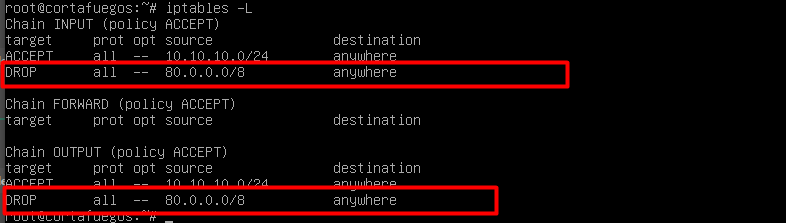 root@cortafuegos:~# iptables -L
Chain INPUT (policy ACCEPT)
target     prot opt source               destination
ACCEPT     all  --  10.10.10.0/24        anywhere
DROP       all  --  80.0.0.0/8           anywhere
Chain FORWARD (policy ACCEPT)
target     prot opt source               destination
Chain OUTPUT (policy ACCEPT)
target     prot opt source               destination
ACCEPT     all  --  10.10.10.0/24        anywhere
DROP       all  --  80.0.0.0/8           anywhere
root@cortafuegos:~# _